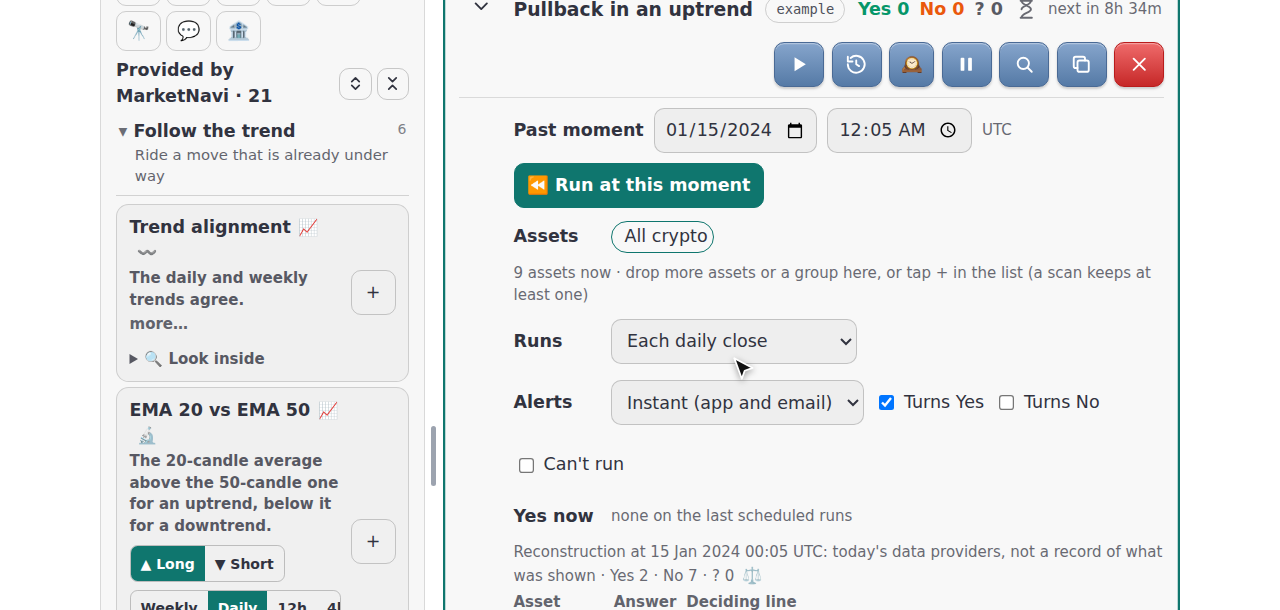 Provided by
MarketNavi · 21
▼ Follow the trend 6
Ride a move that is already under
way
Trend alignment
The daily and weekly
trends agree.
more…
+
▶ Look inside
EMA 20 vs EMA 50
The 20-candle average
above the 50-candle one
for an uptrend, below it
for a downtrend.
+
▲ Long ▼ Short
Weekly Daily 12h
Pullback in an uptrend example Yes 0 No 0 ? 0 next in 8h 34m
Past moment 01/15/2024 12:05 AM UTC
Run at this moment
Assets All crypto
9 assets now · drop more assets or a group here, or tap + in the list (a scan keeps at
least one)
Runs Each daily close
Alerts Instant (app and email) Turns Yes Turns No
Can't run
Yes now none on the last scheduled runs
Reconstruction at 15 Jan 2024 00:05 UTC: today's data providers, not a record of what
was shown · Yes 2 · No 7 · ? 0
Asset Answer Deciding line